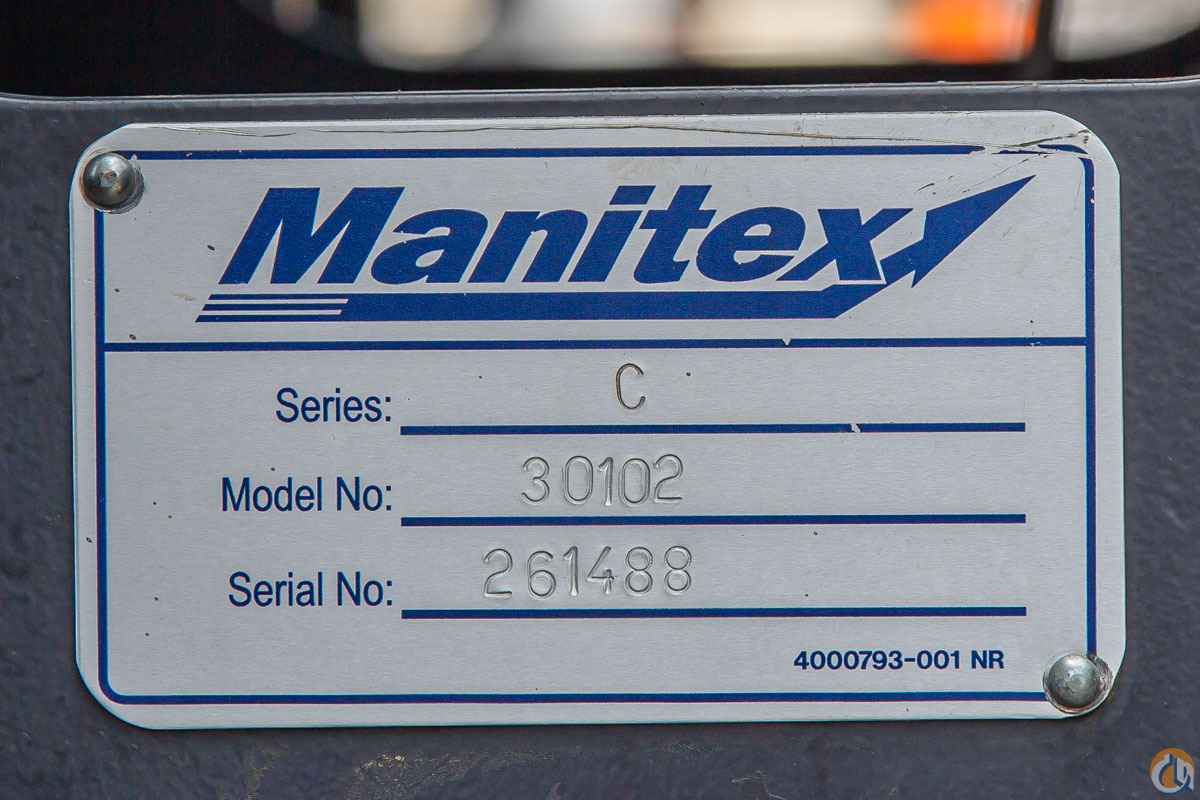 Manitex
Series: C
Model No: 30102
Serial No: 261488
4000793-001 NR